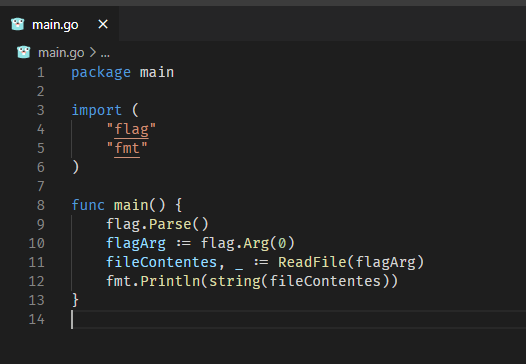 main.go ×
main.go > ...
1 package main
2
3 import (
4 "flag"
5 "fmt"
6 )
7
8 func main() {
9 flag.Parse()
10 flagArg := flag.Arg(0)
11 fileContentes, _ := ReadFile(flagArg)
12 fmt.Println(string(fileContentes))
13 }
14